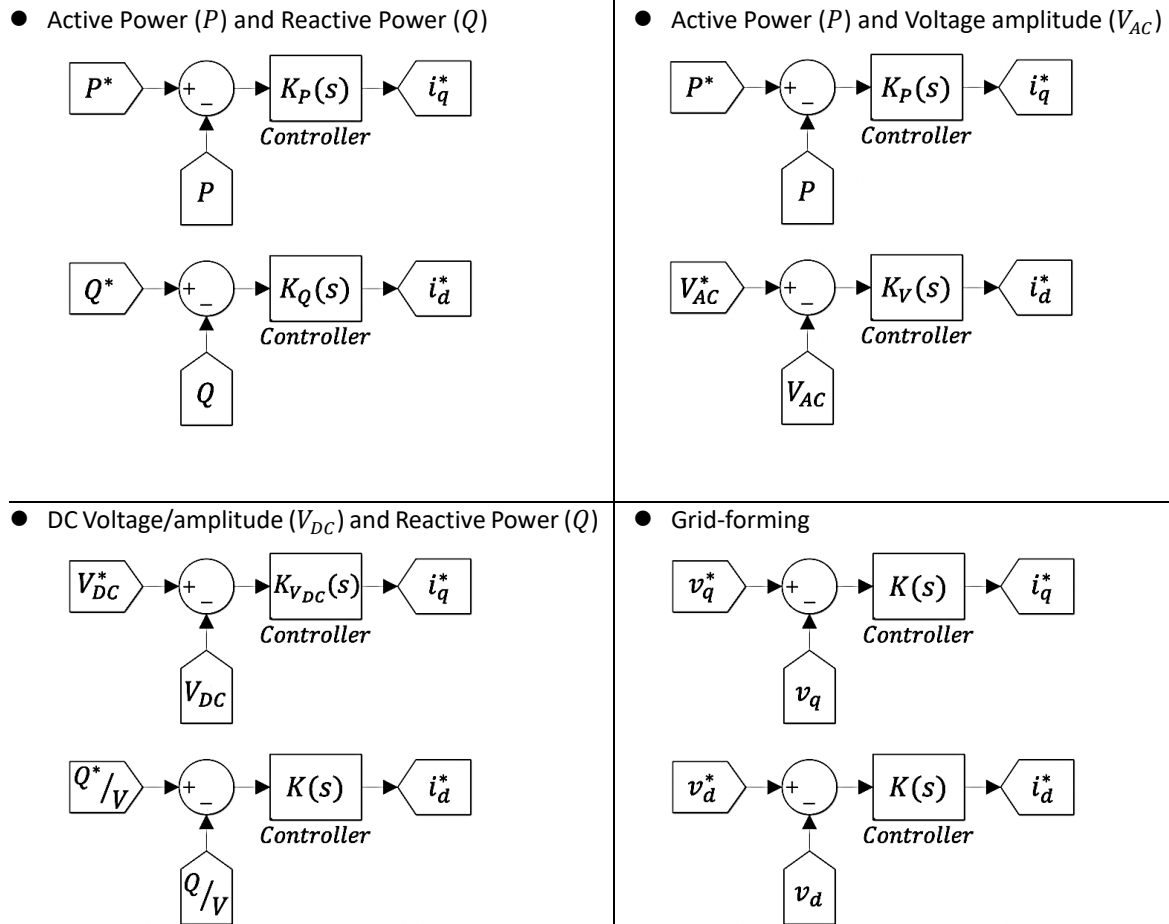 ● Active Power (P) and Reactive Power (Q)
P* + − K_P(s) i_q^*
Controller
P
Q* + − K_Q(s) i_d^*
Controller
Q
● Active Power (P) and Voltage amplitude (V_AC)
P* + − K_P(s) i_q^*
Controller
P
V_AC^* + − K_V(s) i_d^*
Controller
V_AC
● DC Voltage/amplitude (V_DC) and Reactive Power (Q)
V_DC^* + − K_{V_DC}(s) i_q^*
Controller
V_DC
Q*/V + − K(s) i_d^*
Controller
Q/V
● Grid-forming
v_q^* + − K(s) i_q^*
Controller
v_q
v_d^* + − K(s) i_d^*
Controller
v_d